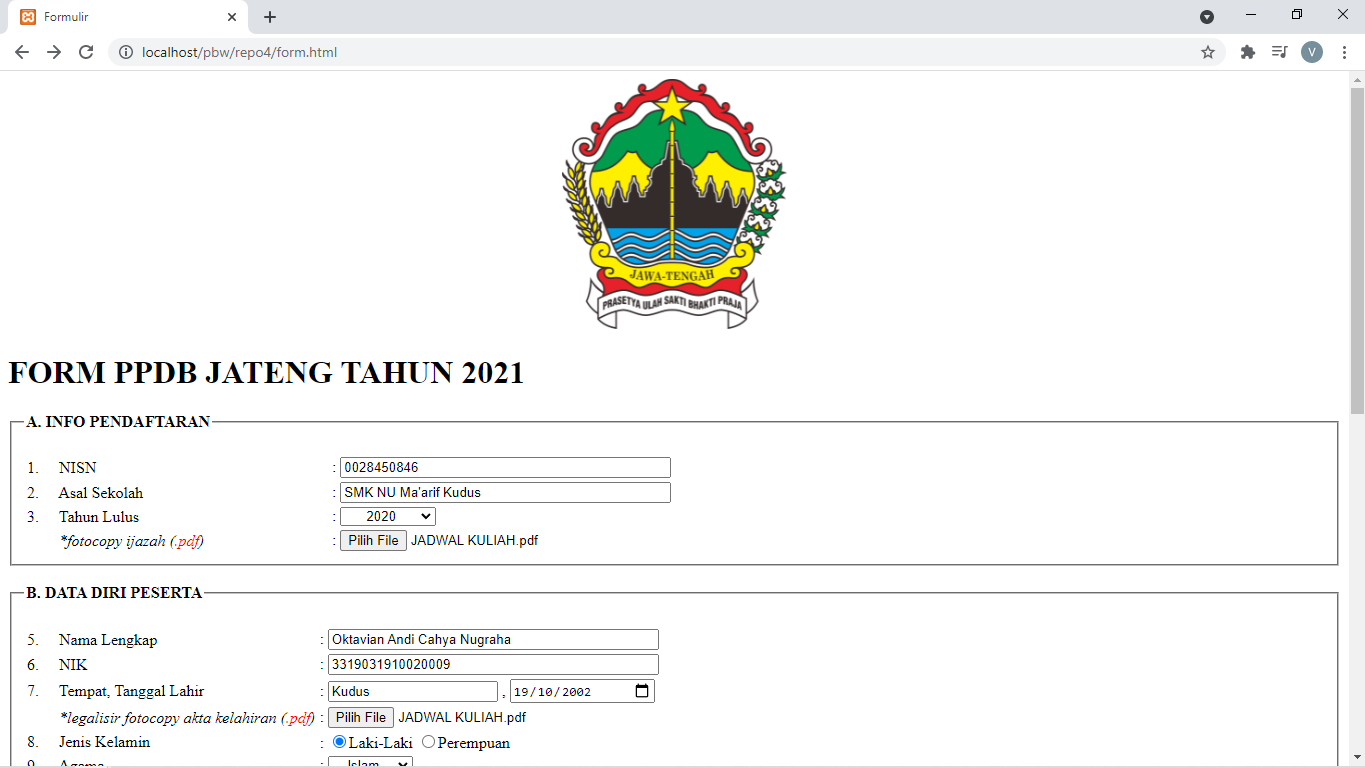 Formulir
localhost/pbw/repo4/form.html
V
JAWA-TENGAH
PRASETYA ULAH SAKTI BHAKTI PRAJA
FORM PPDB JATENG TAHUN 2021
A. INFO PENDAFTARAN
1. NISN : 0028450846
2. Asal Sekolah : SMK NU Ma'arif Kudus
3. Tahun Lulus : 2020
*fotocopy ijazah (.pdf) : Pilih File JADWAL KULIAH.pdf
B. DATA DIRI PESERTA
5. Nama Lengkap : Oktavian Andi Cahya Nugraha
6. NIK : 3319031910020009
7. Tempat, Tanggal Lahir : Kudus , 19/10/2002
*legalisir fotocopy akta kelahiran (.pdf) : Pilih File JADWAL KULIAH.pdf
8. Jenis Kelamin : Laki-Laki Perempuan
9. Agama : Islam